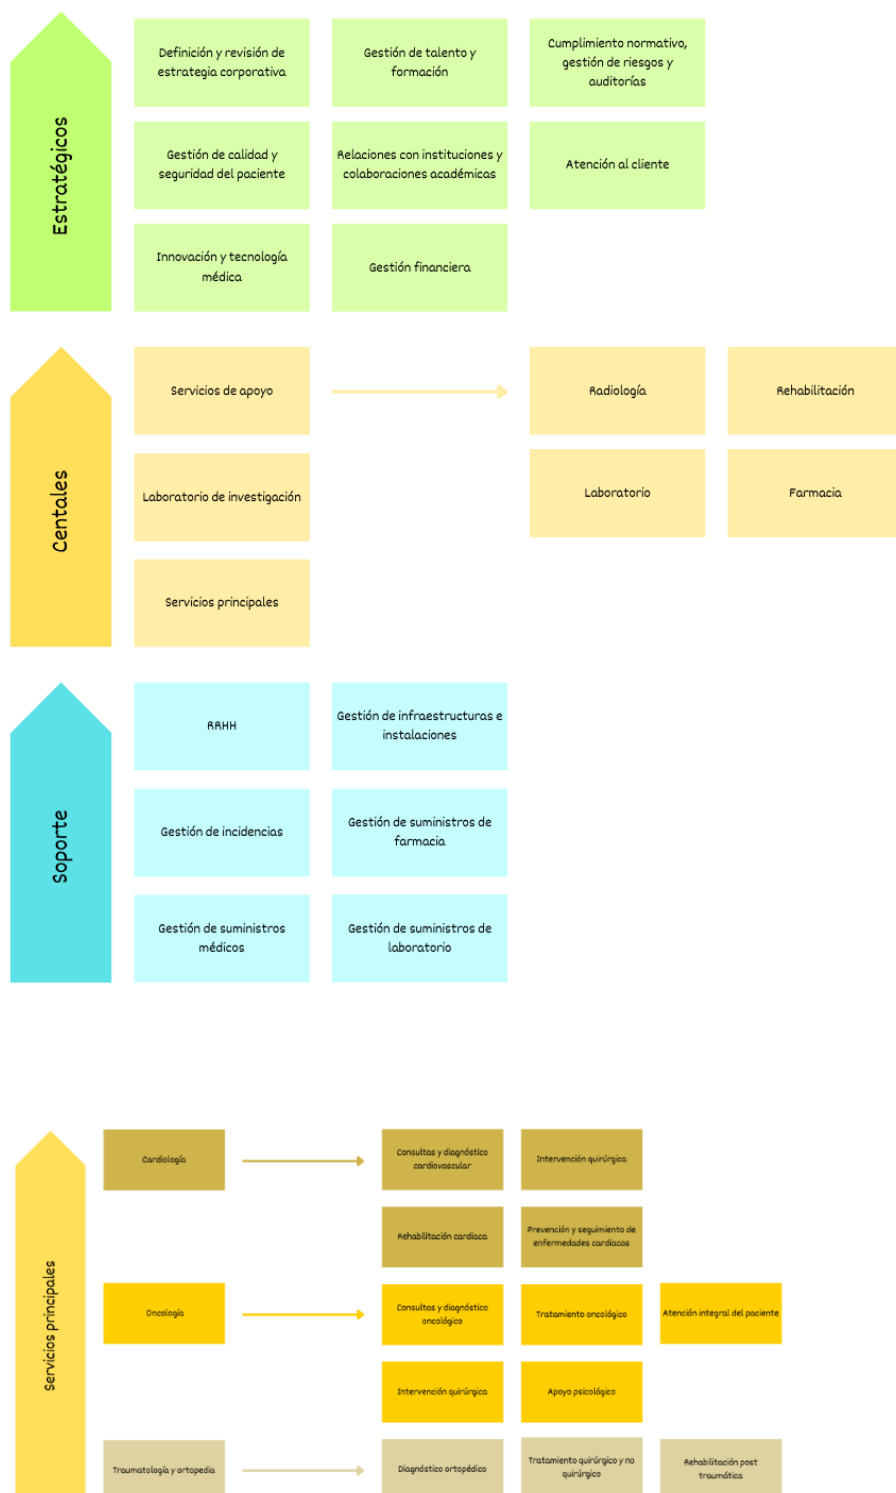 Estratégicos
Definición y revisión de
estrategia corporativa
Gestión de talento y
formación
Cumplimiento normativo,
gestión de riesgos y
auditorías
Gestión de calidad y
seguridad del paciente
Relaciones con instituciones y
colaboraciones académicas
Atención al cliente
Innovación y tecnología
médica
Gestión financiera
Centales
Servicios de apoyo
Radiología
Rehabilitación
Laboratorio de investigación
Laboratorio
Farmacia
Servicios principales
Soporte
RRHH
Gestión de infraestructuras e
instalaciones
Gestión de incidencias
Gestión de suministros de
farmacia
Gestión de suministros
médicos
Gestión de suministros de
laboratorio
Servicios principales
Cardiología
Consultas y diagnóstico
cardiovascular
Intervención quirúrgica
Rehabilitación cardiaca
Prevención y seguimiento de
enfermedades cardiacas
Oncología
Consultas y diagnóstico
oncológico
Tratamiento oncológico
Atención integral del paciente
Intervención quirúrgica
Apoyo psicológico
Traumatología y ortopedia
Diagnóstico ortopédico
Tratamiento quirúrgico y no
quirúrgico
Rehabilitación post
traumática